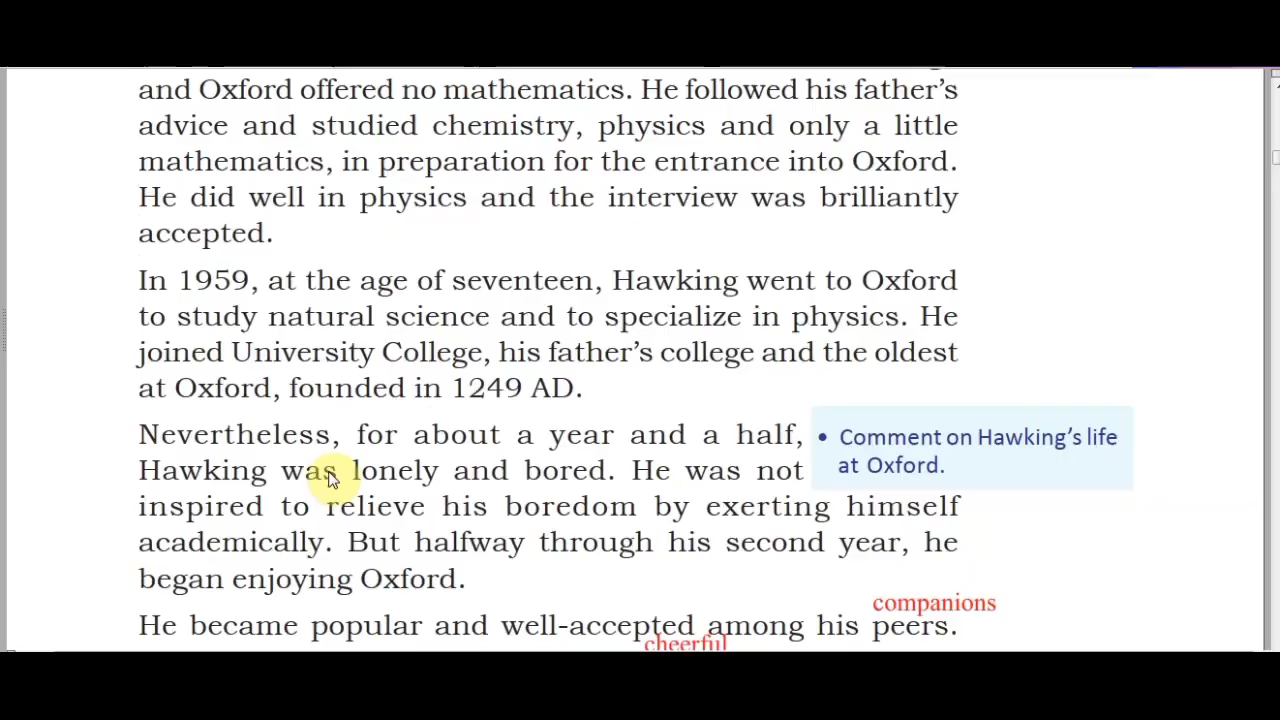 and Oxford offered no mathematics. He followed his father's
advice and studied chemistry, physics and only a little
mathematics, in preparation for the entrance into Oxford.
He did well in physics and the interview was brilliantly
accepted.
In 1959, at the age of seventeen, Hawking went to Oxford
to study natural science and to specialize in physics. He
joined University College, his father's college and the oldest
at Oxford, founded in 1249 AD.
Nevertheless, for about a year and a half,
Hawking was lonely and bored. He was not
inspired to relieve his boredom by exerting himself
academically. But halfway through his second year, he
began enjoying Oxford.
• Comment on Hawking's life
at Oxford.
companions
He became popular and well-accepted among his peers.
cheerful